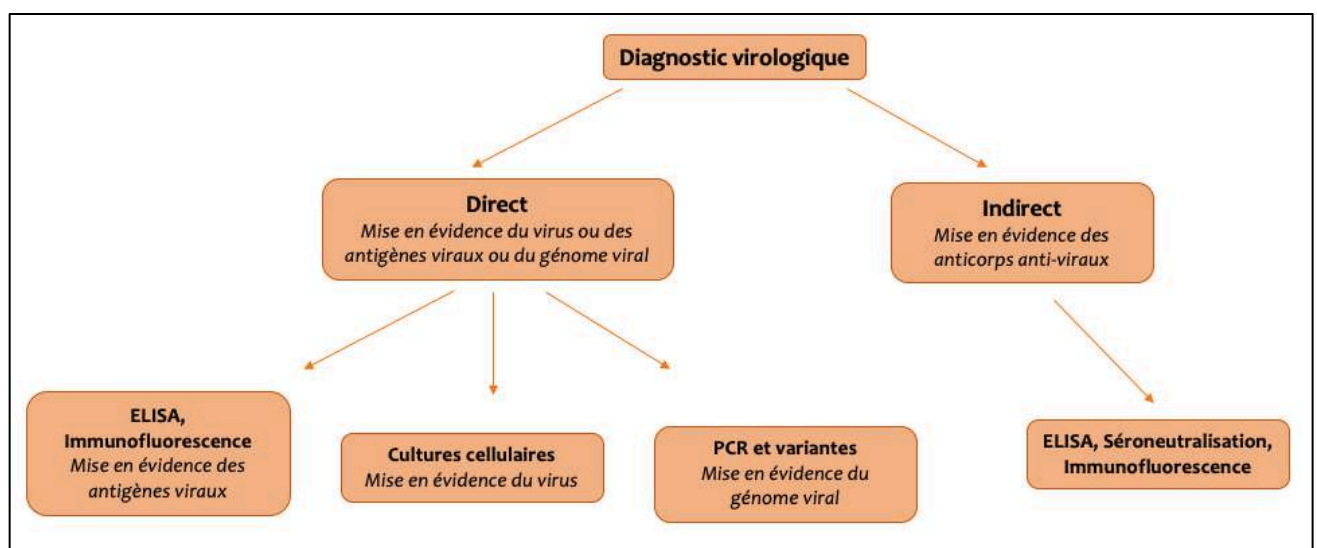 Diagnostic virologique
Direct
Mise en évidence du virus ou des
antigènes viraux ou du génome viral
Indirect
Mise en évidence des
anticorps anti-viraux
ELISA,
Immunofluorescence
Mise en évidence des
antigènes viraux
Cultures cellulaires
Mise en évidence du virus
PCR et variantes
Mise en évidence du
génome viral
ELISA, Séroneutralisation,
Immunofluorescence